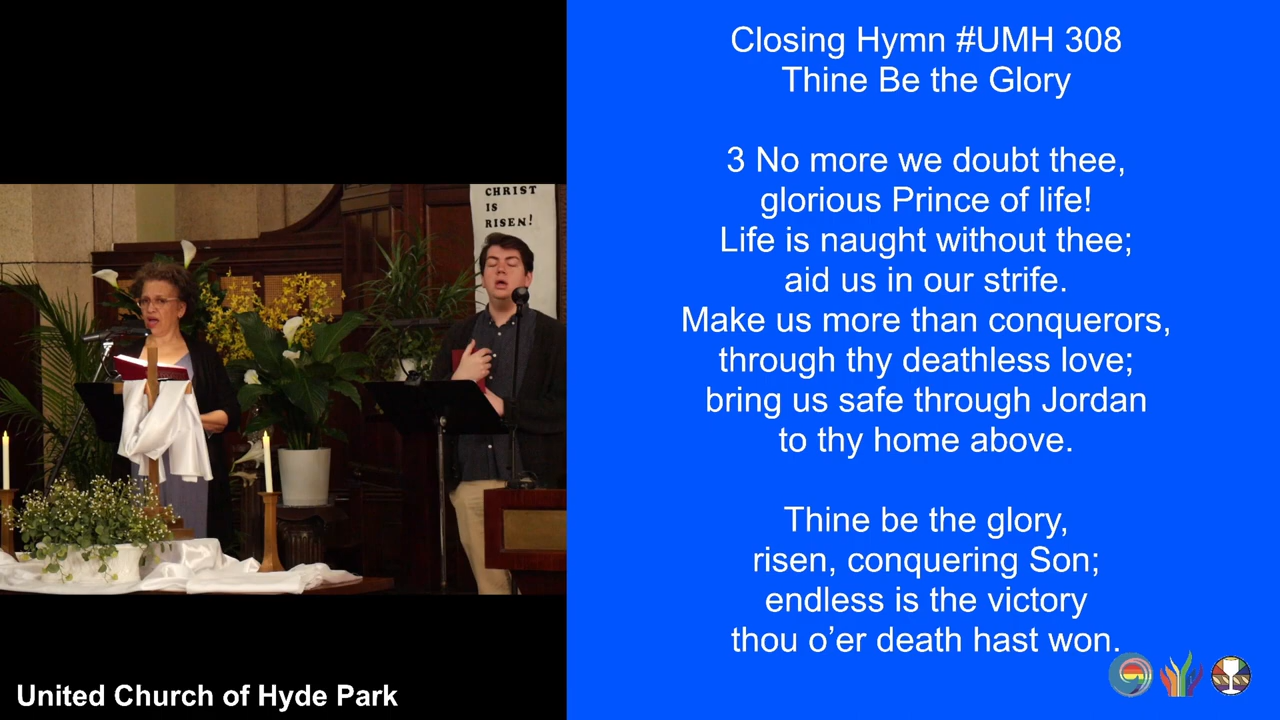 Closing Hymn #UMH 308
Thine Be the Glory
3 No more we doubt thee,
glorious Prince of life!
Life is naught without thee;
aid us in our strife.
Make us more than conquerors,
through thy deathless love;
bring us safe through Jordan
to thy home above.
Thine be the glory,
risen, conquering Son;
endless is the victory
thou o’er death hast won.
CHRIST
IS
RISEN!
United Church of Hyde Park